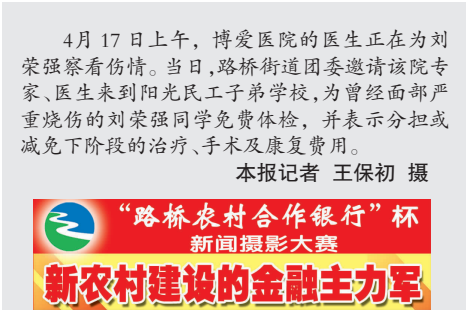 4月17日上午，博爱医院的医生正在为刘
荣强察看伤情。当日,路桥街道团委邀请该院专
家、医生来到阳光民工子弟学校,为曾经面部严
重烧伤的刘荣强同学免费体检，并表示分担或
减免下阶段的治疗、手术及康复费用。
本报记者 王保初 摄
“路桥农村合作银行”杯
新闻摄影大赛
新农村建设的金融主力军